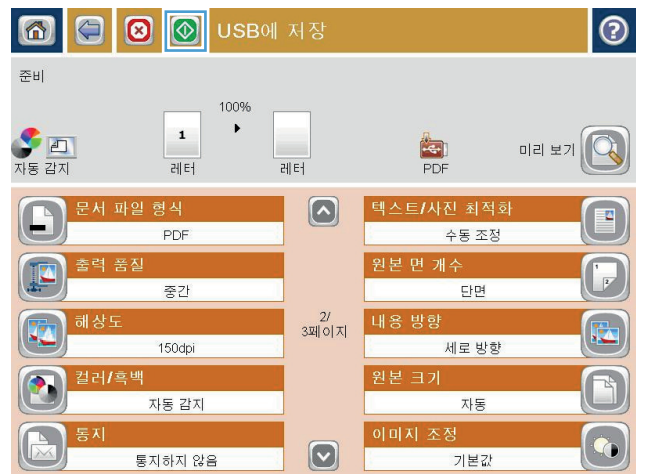 USB에 저장
준비
100%
1
자동 감지
레터
레터
PDF
미리 보기
문서 파일 형식
PDF
텍스트/사진 최적화
수동 조정
출력 품질
중간
원본 면 개수
단면
1
2
해상도
150dpi
2/
3페이지
내용 방향
세로 방향
컬러/흑백
자동 감지
원본 크기
자동
통지
통지하지 않음
이미지 조정
기본값